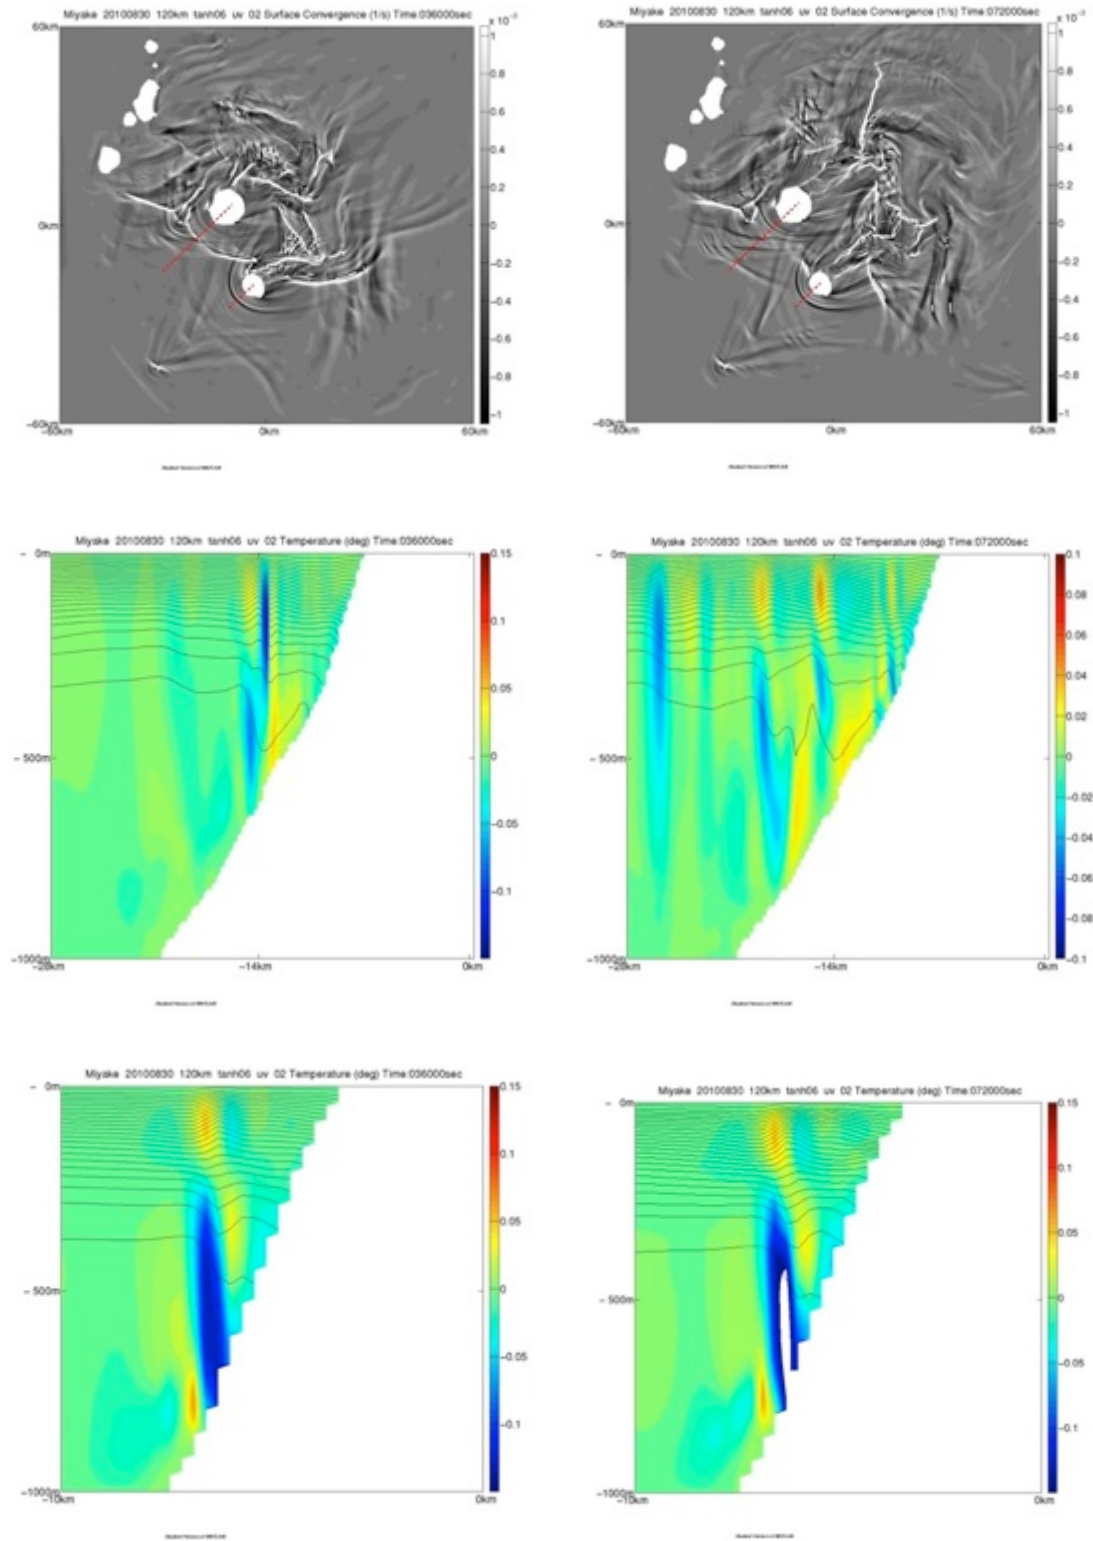 Miyake 20100830 120km tanh06 uv 02 Surface Convergence (1/s) Time:036000sec
x 10⁻³
60km
0km
-60km
-60km
0km
60km
1
0.8
0.6
0.4
0.2
0
-0.2
-0.4
-0.6
-0.8
-1
Miyake 20100830 120km tanh06 uv 02 Surface Convergence (1/s) Time:072000sec
x 10⁻³
60km
0km
-60km
-60km
0km
60km
1
0.8
0.6
0.4
0.2
0
-0.2
-0.4
-0.6
-0.8
-1
Miyake 20100830 120km tanh06 uv 02 Temperature (deg) Time:036000sec
- 0m
- 500m
-1000m
-28km
-14km
0km
0.15
0.1
0.05
0
-0.05
-0.1
Miyake 20100830 120km tanh06 uv 02 Temperature (deg) Time:072000sec
- 0m
- 500m
-1000m
-28km
-14km
0km
0.1
0.08
0.06
0.04
0.02
0
-0.02
-0.04
-0.06
-0.08
-0.1
Miyake 20100830 120km tanh06 uv 02 Temperature (deg) Time:036000sec
- 0m
- 500m
-1000m
-10km
0km
0.15
0.1
0.05
0
-0.05
-0.1
Miyake 20100830 120km tanh06 uv 02 Temperature (deg) Time:072000sec
- 0m
- 500m
-1000m
-10km
0km
0.15
0.1
0.05
0
-0.05
-0.1